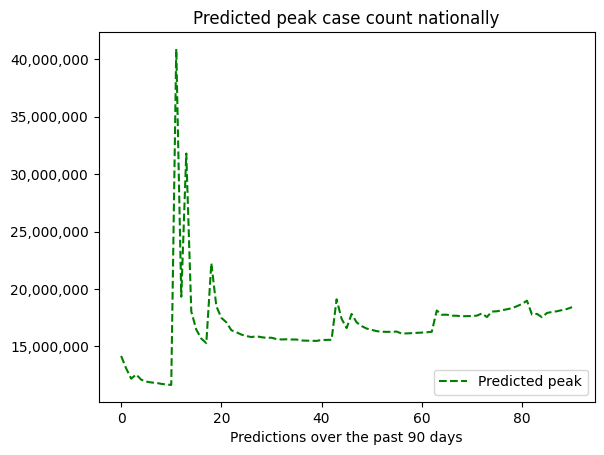 Predicted peak case count nationally
40,000,000
35,000,000
30,000,000
25,000,000
20,000,000
15,000,000
Predicted peak
0 20 40 60 80
Predictions over the past 90 days